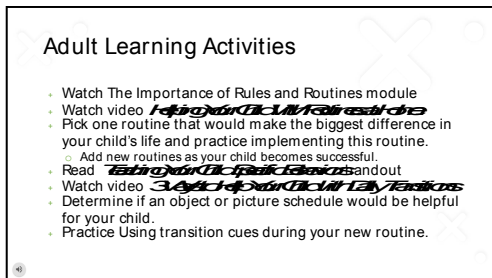 Adult Learning Activities
Watch The Importance of Rules and Routines module
Watch video
Pick one routine that would make the biggest difference in
your child's life and practice implementing this routine.
Add new routines as your child becomes successful.
Read handout
Watch video
Determine if an object or picture schedule would be helpful
for your child.
Practice Using transition cues during your new routine.